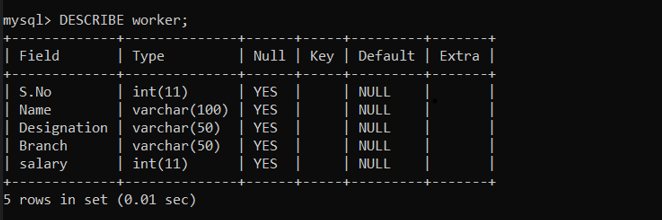 mysql> DESCRIBE worker;
+-------------+--------------+------+-----+---------+-------+
| Field       | Type         | Null | Key | Default | Extra |
+-------------+--------------+------+-----+---------+-------+
| S.No        | int(11)      | YES  |     | NULL    |       |
| Name        | varchar(100) | YES  |     | NULL    |       |
| Designation | varchar(50)  | YES  |     | NULL    |       |
| Branch      | varchar(50)  | YES  |     | NULL    |       |
| salary      | int(11)      | YES  |     | NULL    |       |
+-------------+--------------+------+-----+---------+-------+
5 rows in set (0.01 sec)